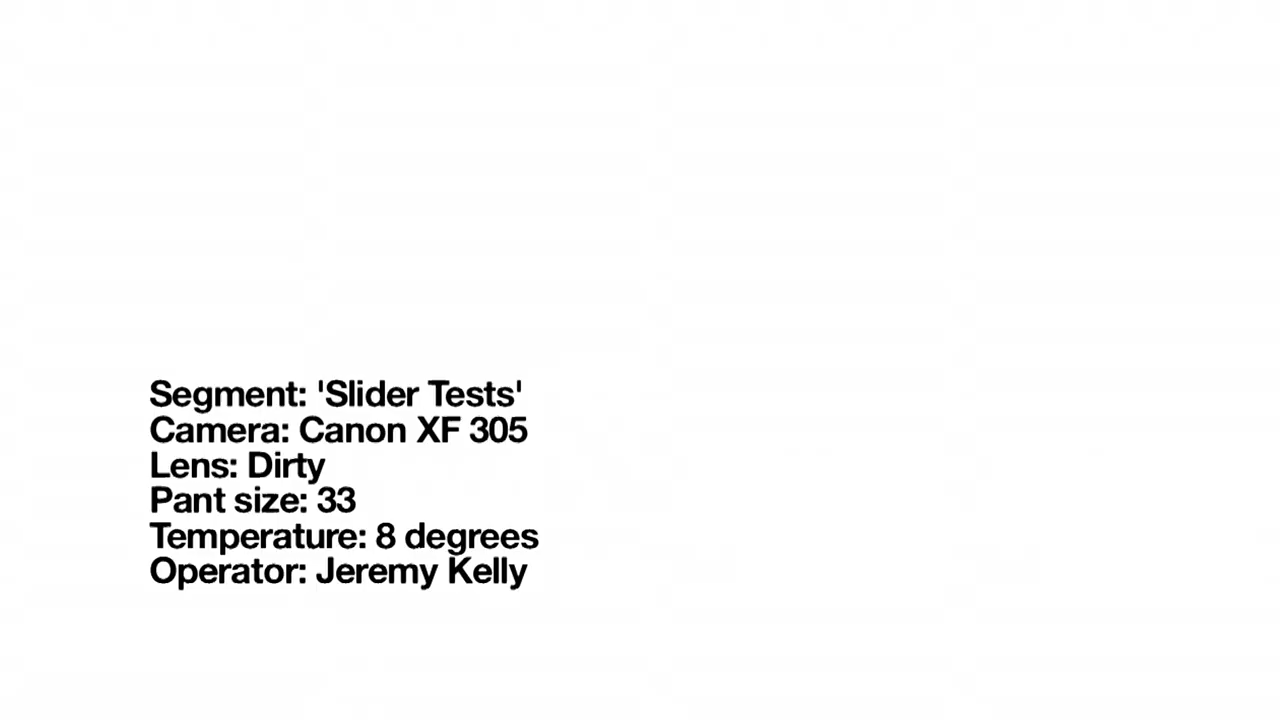 Segment: 'Slider Tests'
Camera: Canon XF 305
Lens: Dirty
Pant size: 33
Temperature: 8 degrees
Operator: Jeremy Kelly